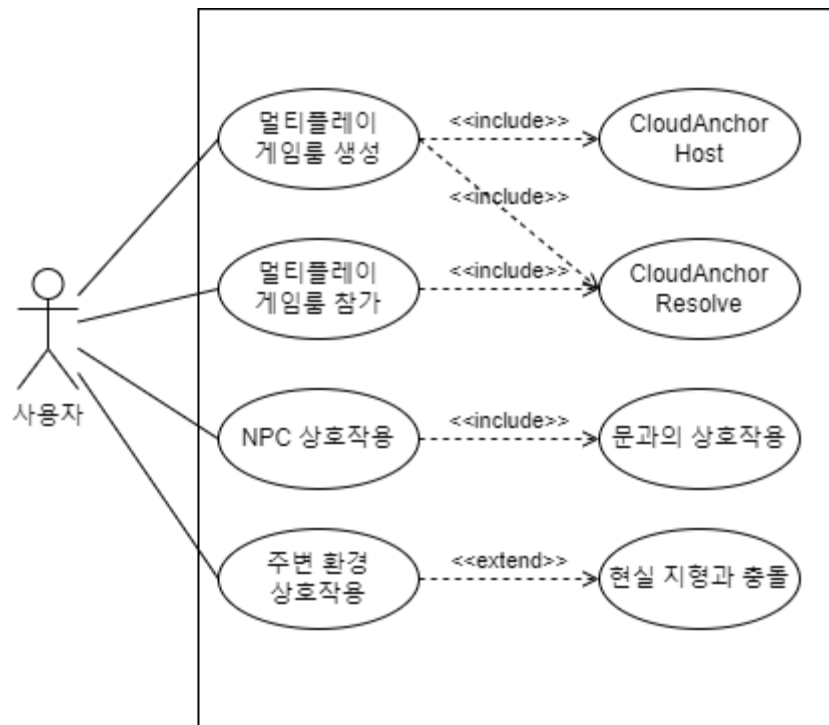 멀티플레이
게임룸 생성
<<include>>
CloudAnchor
Host
<<include>>
멀티플레이
게임룸 참가
<<include>>
CloudAnchor
Resolve
사용자
NPC 상호작용
<<include>>
문과의 상호작용
주변 환경
상호작용
<<extend>>
현실 지형과 충돌